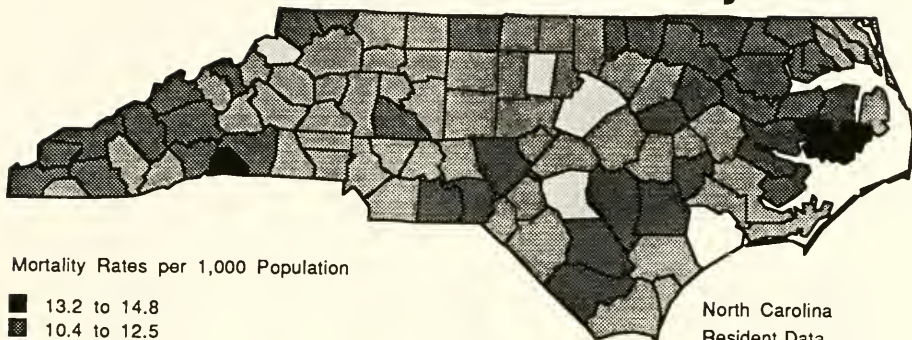 Mortality Rates per 1,000 Population
13.2 to 14.8
10.4 to 12.5
North Carolina
Resident Data